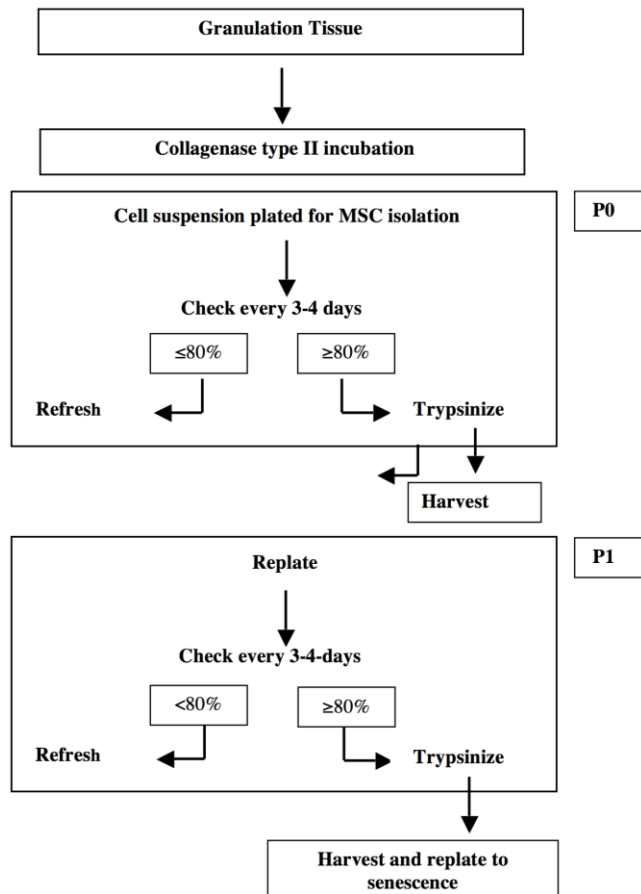 Granulation Tissue
Collagenase type II incubation
P0
Cell suspension plated for MSC isolation
Check every 3-4 days
≤80%
≥80%
Refresh
Trypsinize
Harvest
P1
Replate
Check every 3-4-days
<80%
≥80%
Refresh
Trypsinize
Harvest and replate to
senescence